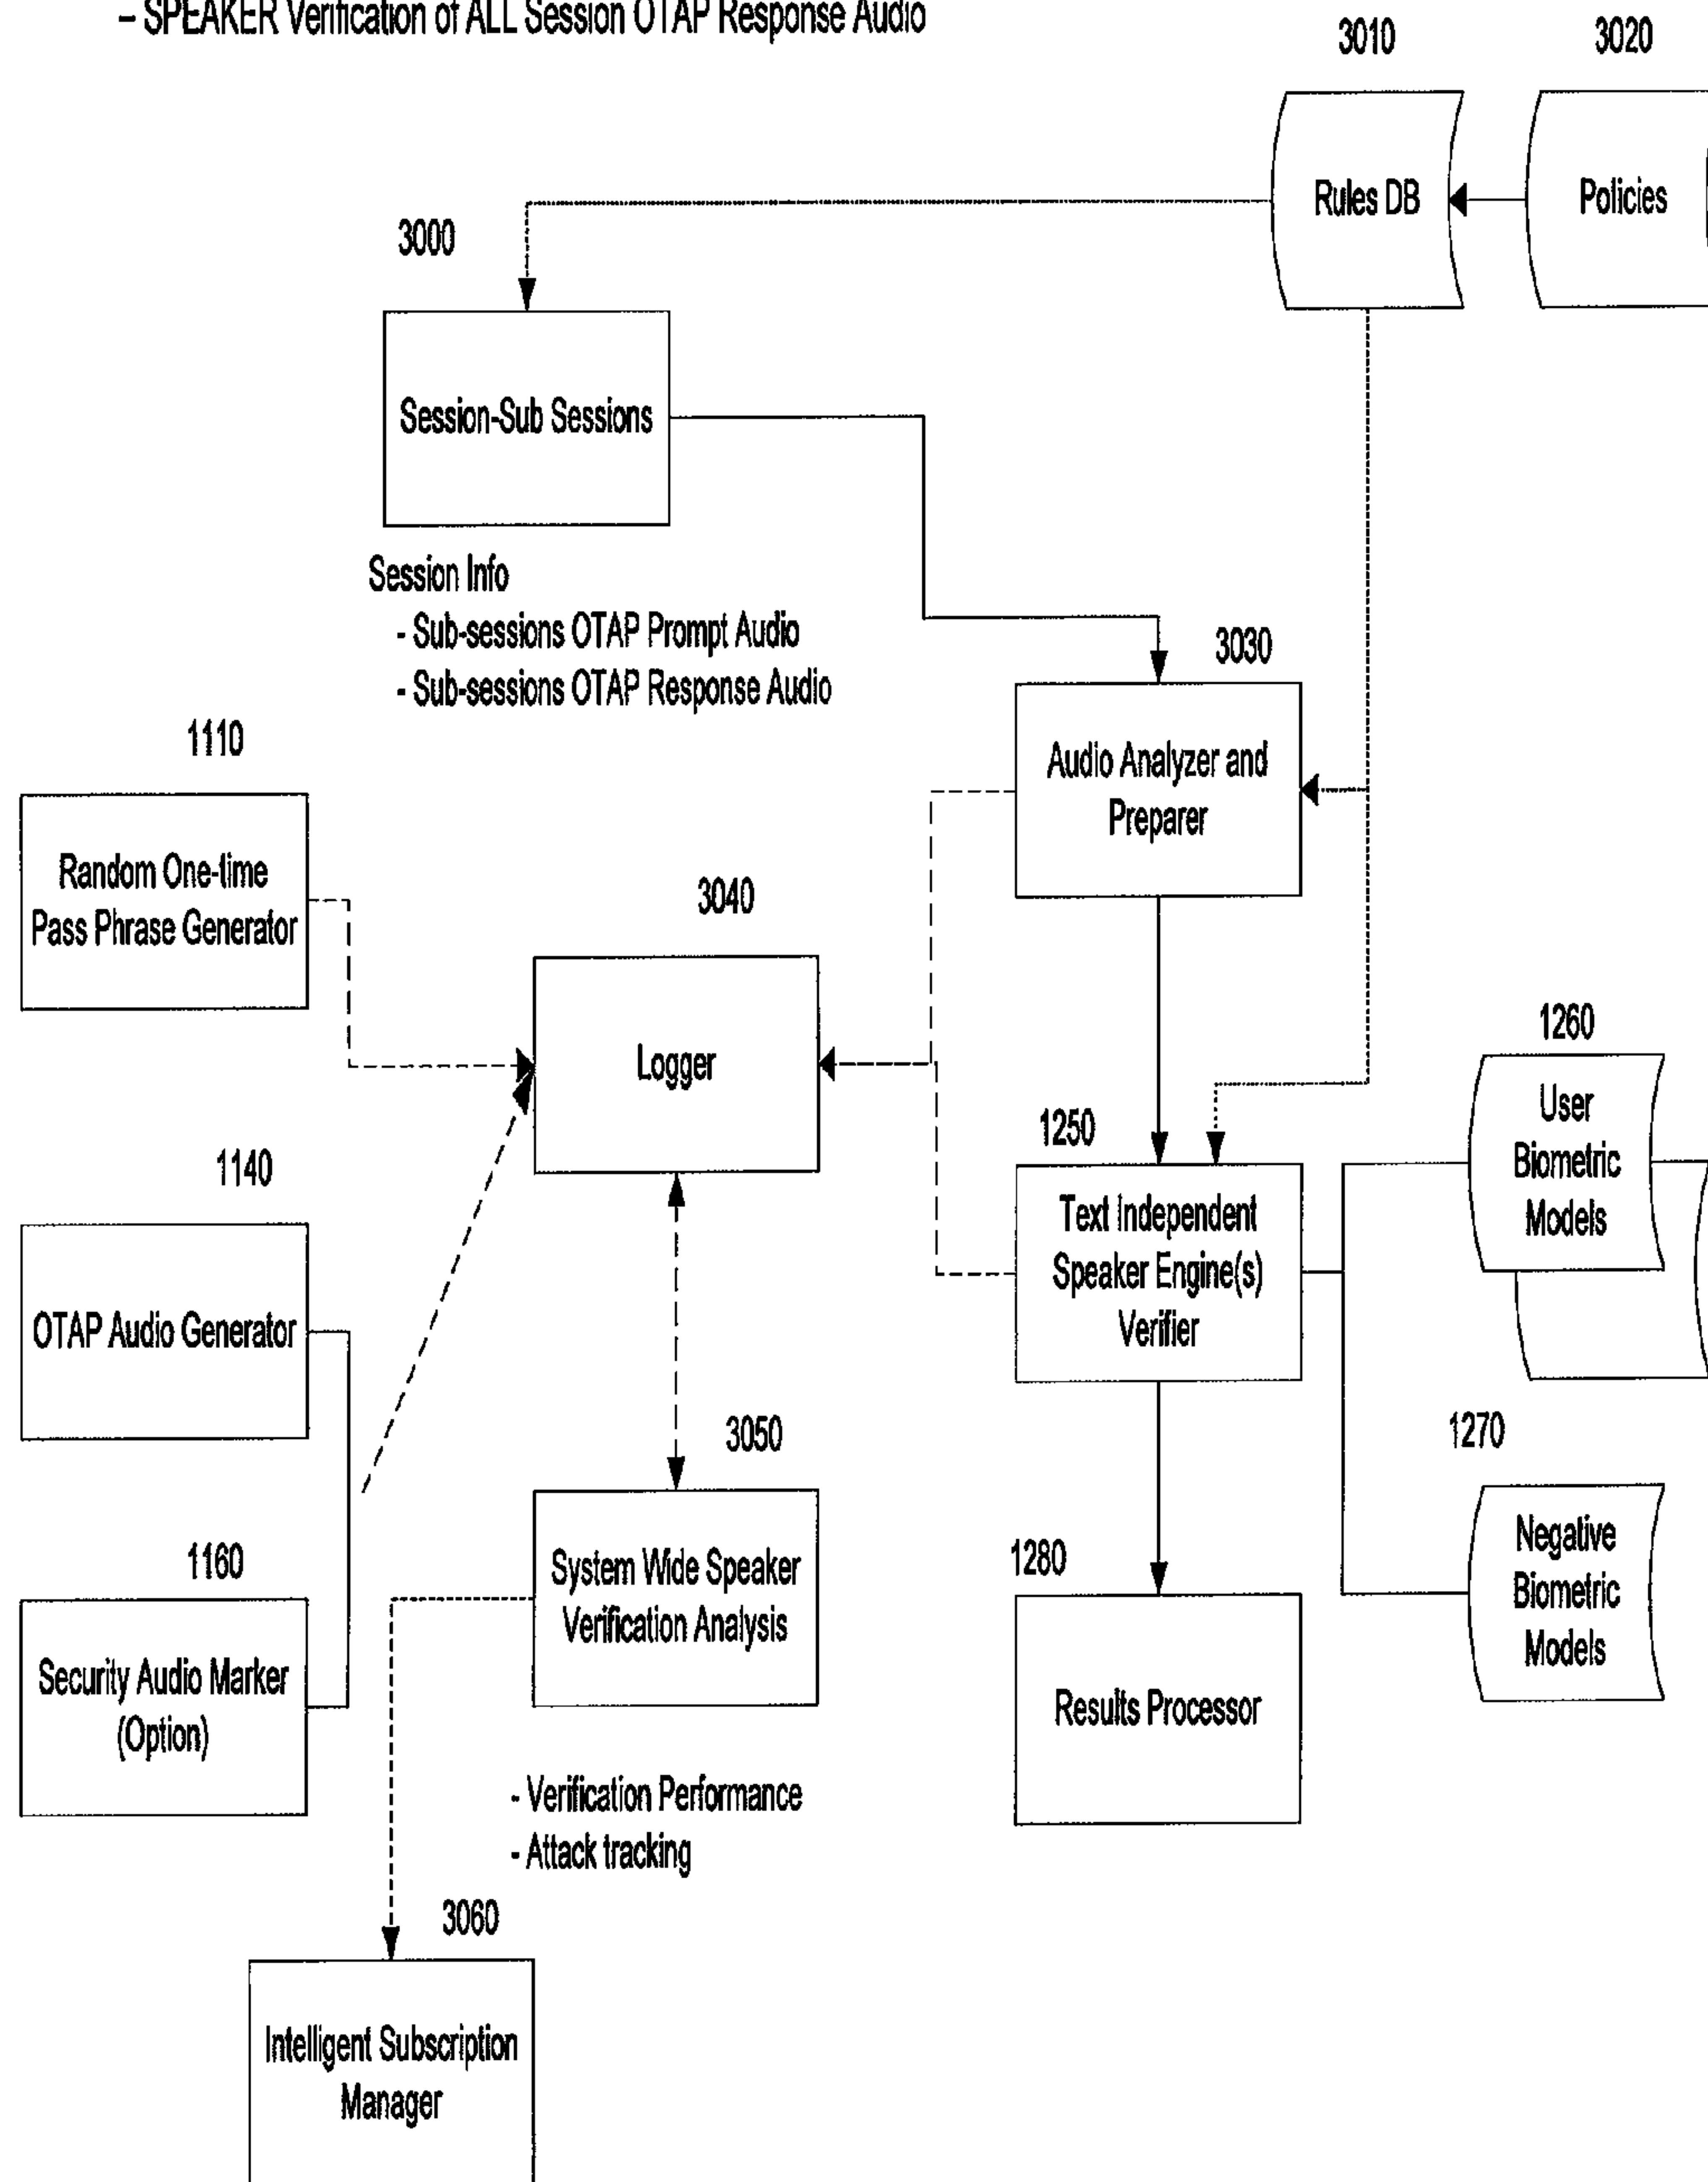 – SPEAKER Verification of ALL Session OTAP Response Audio
3010
3020
Rules DB
Policies
3000
Session-Sub Sessions
Session Info
- Sub-sessions OTAP Prompt Audio
- Sub-sessions OTAP Response Audio
3030
Audio Analyzer and
Preparer
1110
Random One-time
Pass Phrase Generator
3040
Logger
1260
User
Biometric
Models
1250
Text Independent
Speaker Engine(s)
Verifier
1140
OTAP Audio Generator
3050
System Wide Speaker
Verification Analysis
1270
Negative
Biometric
Models
1160
Security Audio Marker
(Option)
1280
Results Processor
- Verification Performance
- Attack tracking
3060
Intelligent Subscription
Manager